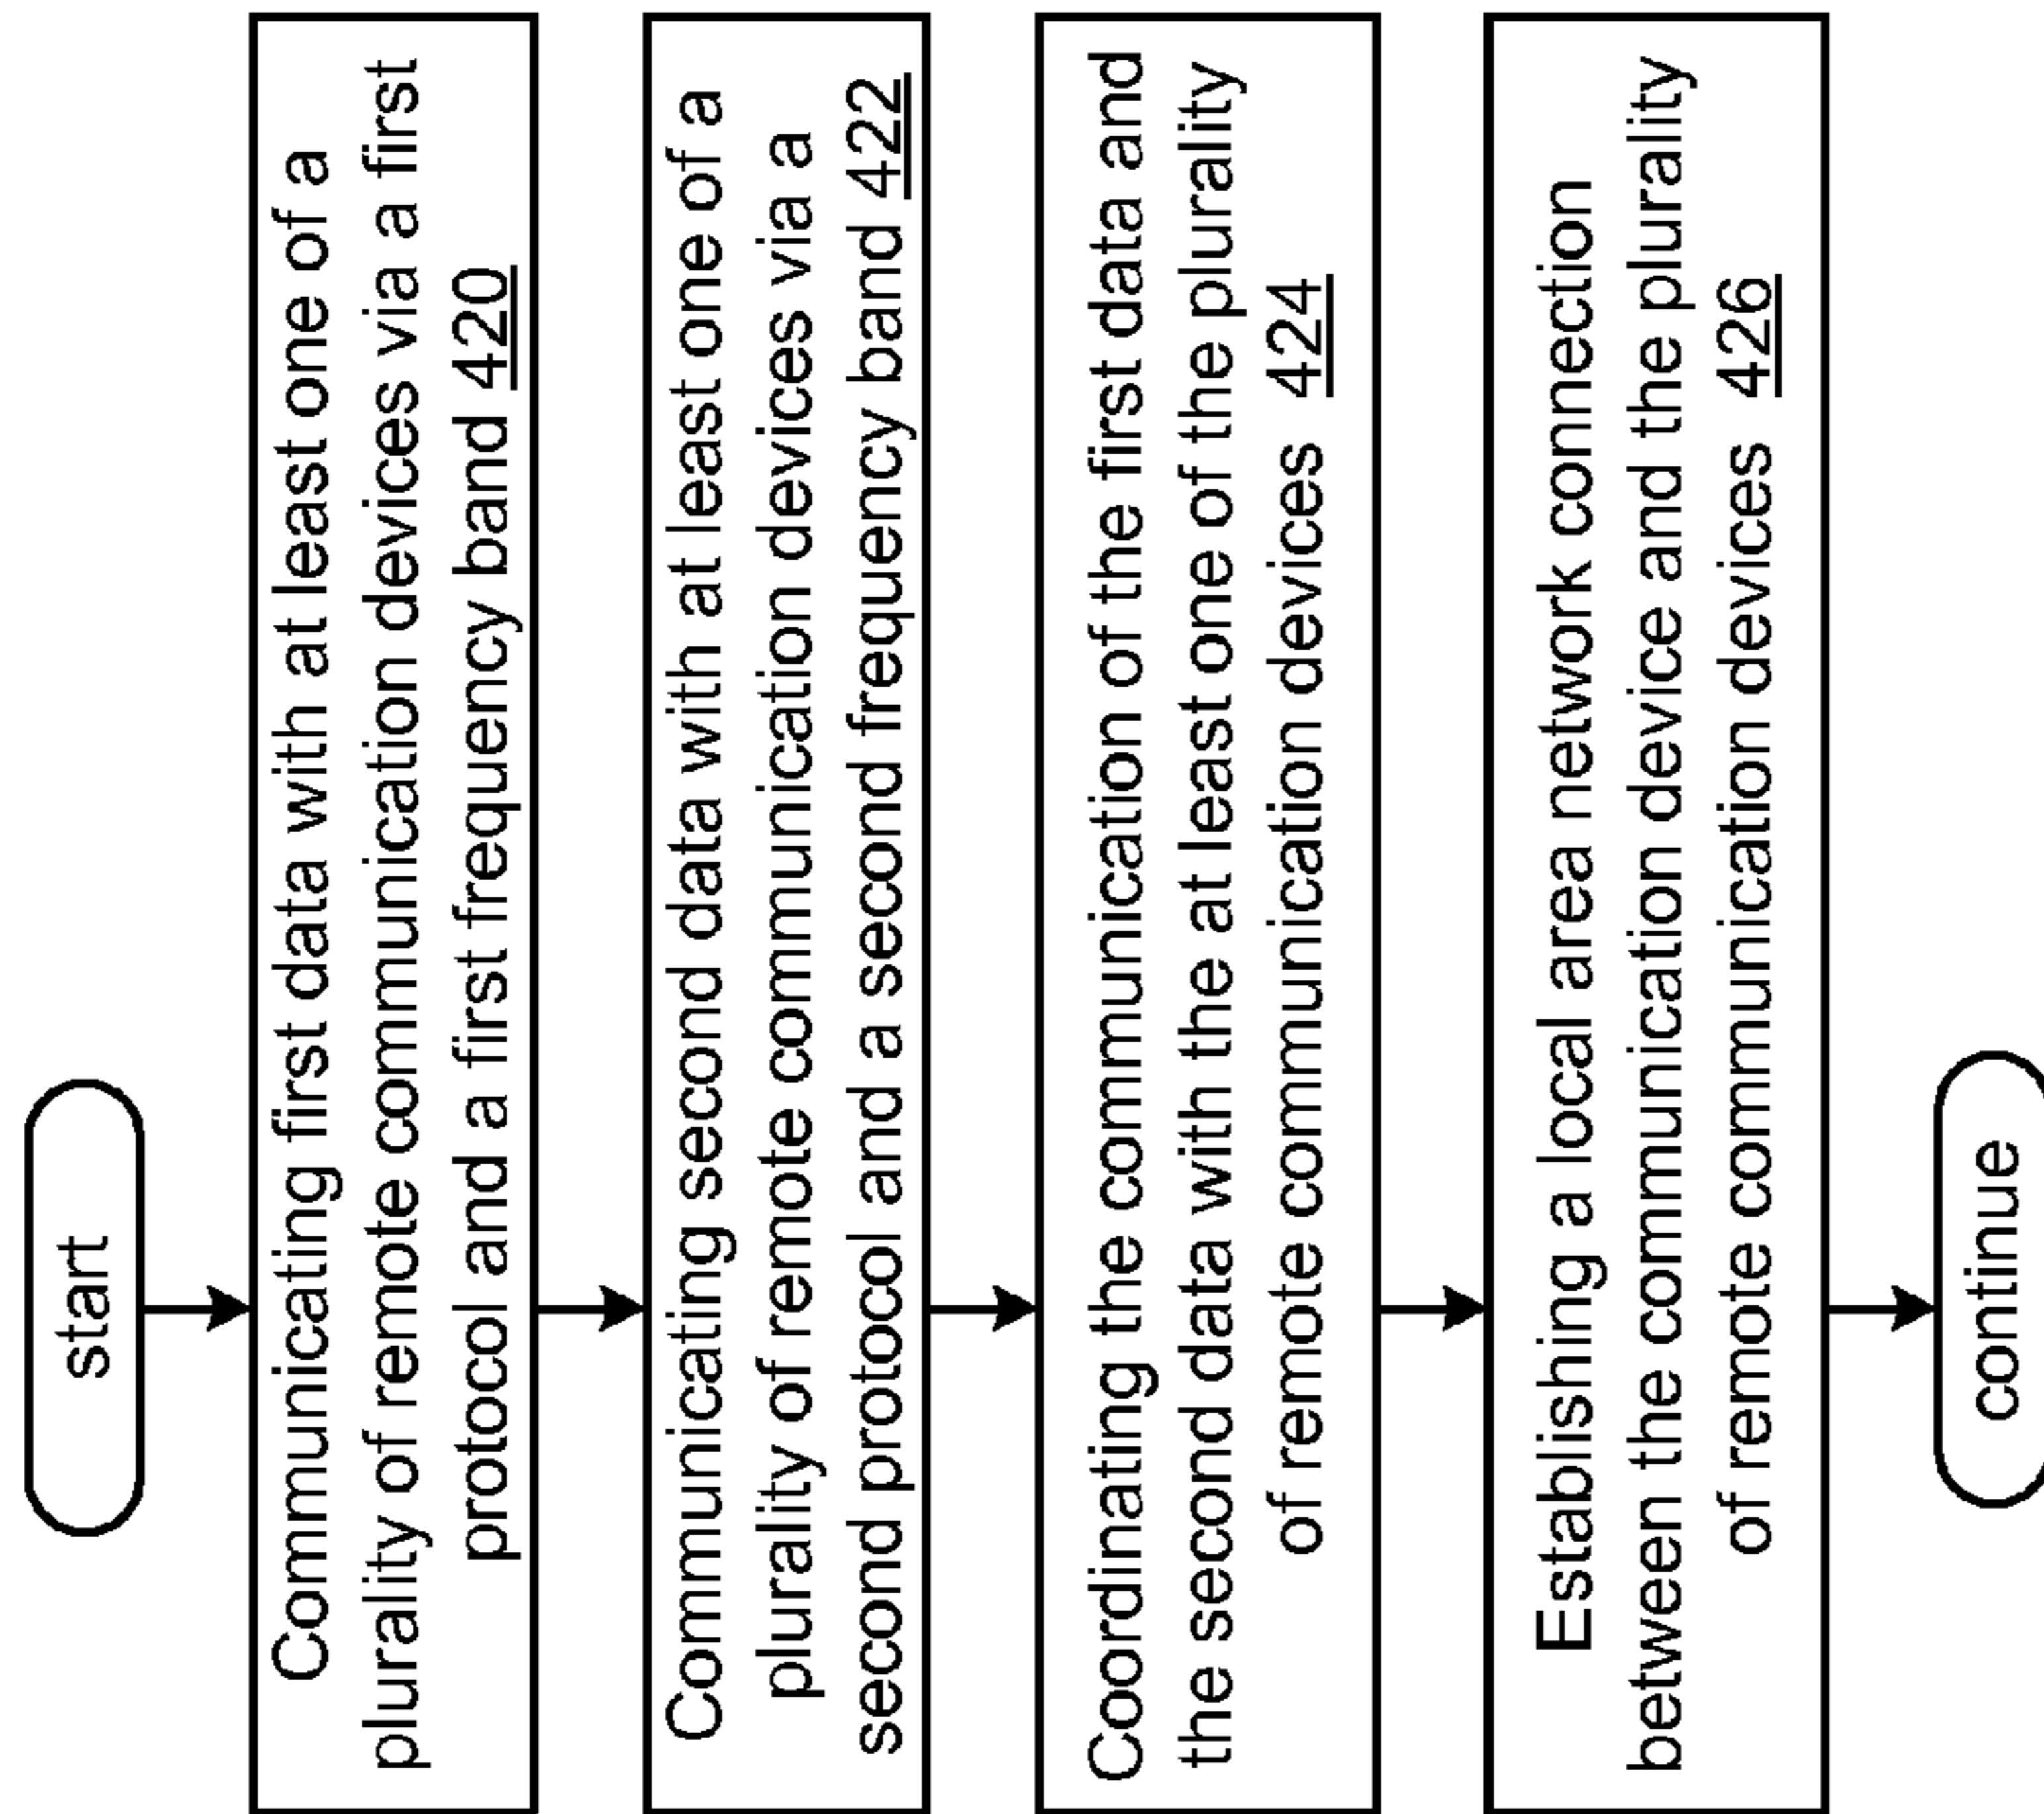 start
Communicating first data with at least one of a
plurality of remote communication devices via a first
protocol and a first frequency band 420
Communicating second data with at least one of a
plurality of remote communication devices via a
second protocol and a second frequency band 422
Coordinating the communication of the first data and
the second data with the at least one of the plurality
of remote communication devices 424
Establishing a local area network connection
between the communication device and the plurality
of remote communication devices 426
continue